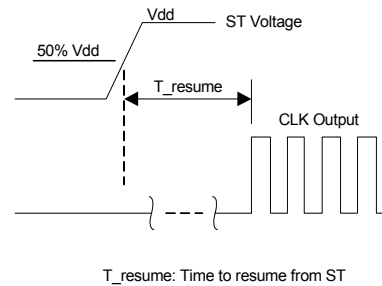 Vdd
ST Voltage
50% Vdd
T_resume
CLK Output
T_resume: Time to resume from ST